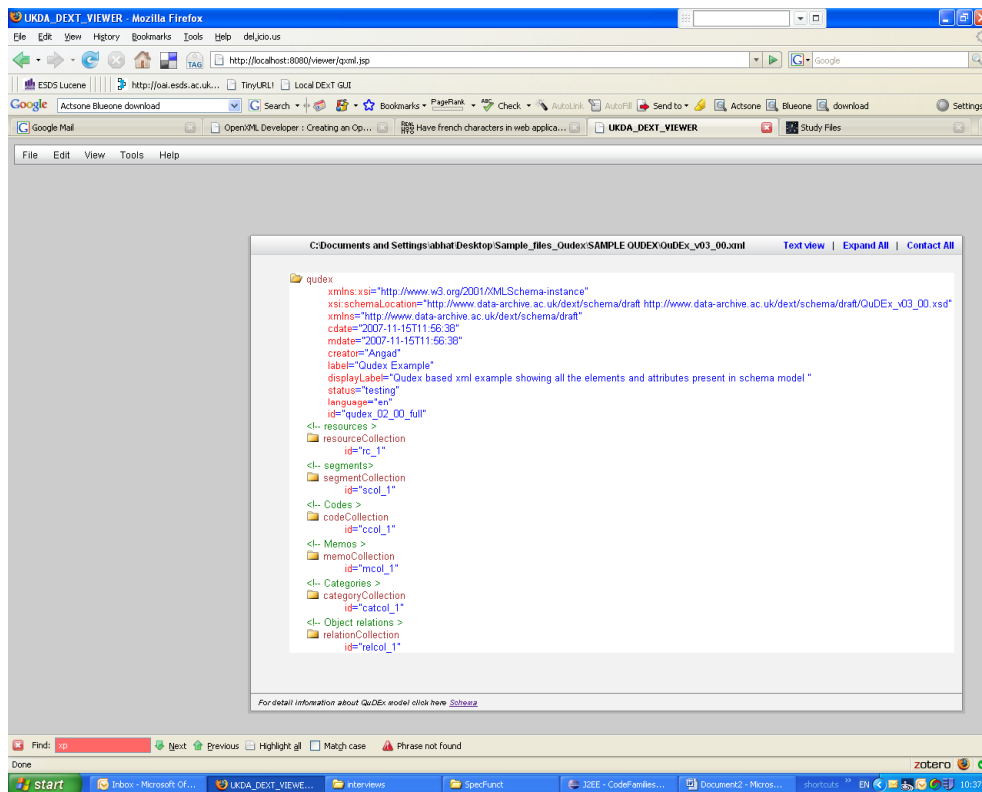 UKDA_DEXT_VIEWER - Mozilla Firefox
File Edit View History Bookmarks Tools Help del.icio.us
TAG http://localhost:8080/viewer/qxml.jsp G Google
ESDS Lucene http://oai.esds.ac.uk... TinyURL! Local DExT GUI
Google Actsone Blueone download G Search Bookmarks PageRank ABC Check AutoLink AutoFill Send to Actsone Blueone download Settings
Google Mail OpenXML Developer : Creating an Op... Have french characters in web applica... UKDA_DEXT_VIEWER Study Files
File Edit View Tools Help
C:\Documents and Settings\abhat\Desktop\Sample_files_Qudex\SAMPLE QUDEX\QuDEx_v03_00.xml Text view | Expand All | Contact All
qudex
xmlns:xsi="http://www.w3.org/2001/XMLSchema-instance"
xsi:schemaLocation="http://www.data-archive.ac.uk/dext/schema/draft http://www.data-archive.ac.uk/dext/schema/draft/QuDEx_v03_00.xsd"
xmlns="http://www.data-archive.ac.uk/dext/schema/draft"
cdate="2007-11-15T11:56:38"
mdate="2007-11-15T11:56:38"
creator="Angad"
label="Qudex Example"
displayLabel="Qudex based xml example showing all the elements and attributes present in schema model "
status="testing"
language="en"
id="qudex_02_00_full"
<!-- resources >
resourceCollection
id="rc_1"
<!-- segments>
segmentCollection
id="scol_1"
<!-- Codes >
codeCollection
id="ccol_1"
<!-- Memos >
memoCollection
id="mcol_1"
<!-- Categories >
categoryCollection
id="catcol_1"
<!-- Object relations >
relationCollection
id="relcol_1"
For detail information about QuDEx model click here Schema
Find: xp Next Previous Highlight all Match case Phrase not found
Done zotero
start Inbox - Microsoft Of... UKDA_DEXT_VIEWE... interviews SpecFunct J2EE - CodeFamilies... Document2 - Micros... shortcuts » EN 10:37